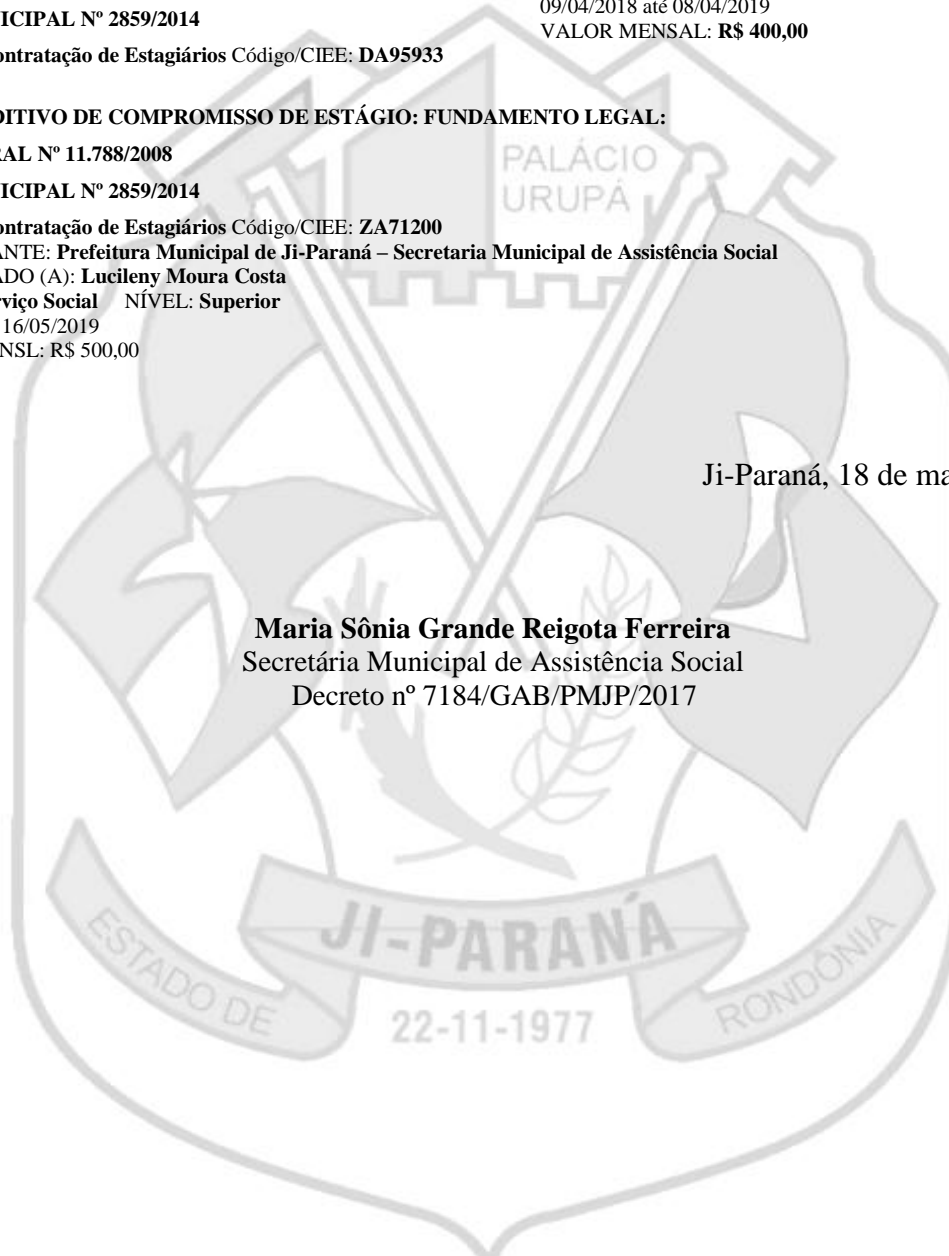 ICIPAL Nº 2859/2014
ontratação de Estagiários Código/CIEE: DA95933
09/04/2018 até 08/04/2019
VALOR MENSAL: R$ 400,00
DITIVO DE COMPROMISSO DE ESTÁGIO: FUNDAMENTO LEGAL:
RAL Nº 11.788/2008
ICIPAL Nº 2859/2014
ontratação de Estagiários Código/CIEE: ZA71200
ANTE: Prefeitura Municipal de Ji-Paraná – Secretaria Municipal de Assistência Social
ADO (A): Lucileny Moura Costa
rviço Social NÍVEL: Superior
16/05/2019
NSL: R$ 500,00
Ji-Paraná, 18 de ma
Maria Sônia Grande Reigota Ferreira
Secretária Municipal de Assistência Social
Decreto nº 7184/GAB/PMJP/2017
PALÁCIO
URUPÁ
JI-PARANÁ
ESTADO DE
RONDÔNIA
22-11-1977